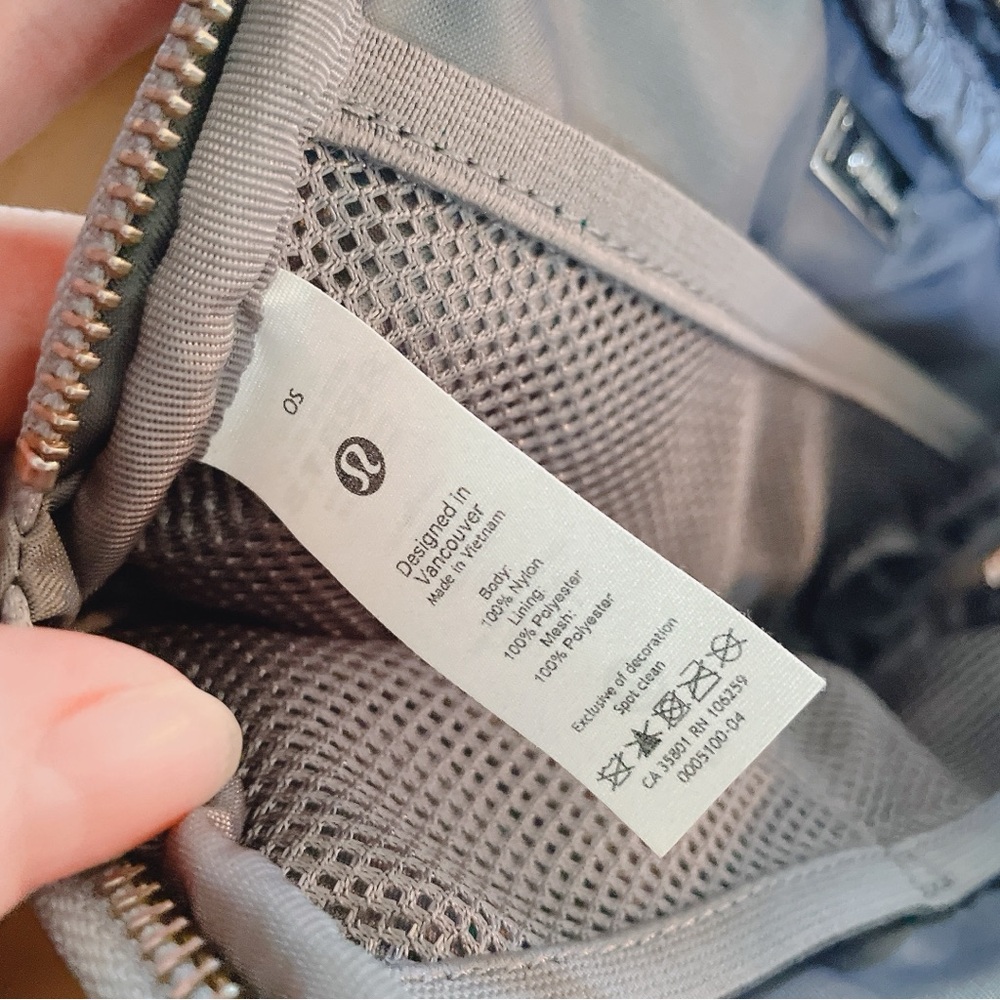 OS
Designed in
Vancouver
Made in Vietnam
Body:
100% Nylon
Lining:
100% Polyester
Mesh:
100% Polyester
Exclusive of decoration
Spot clean
CA 35801 RN 106259
0005100-04